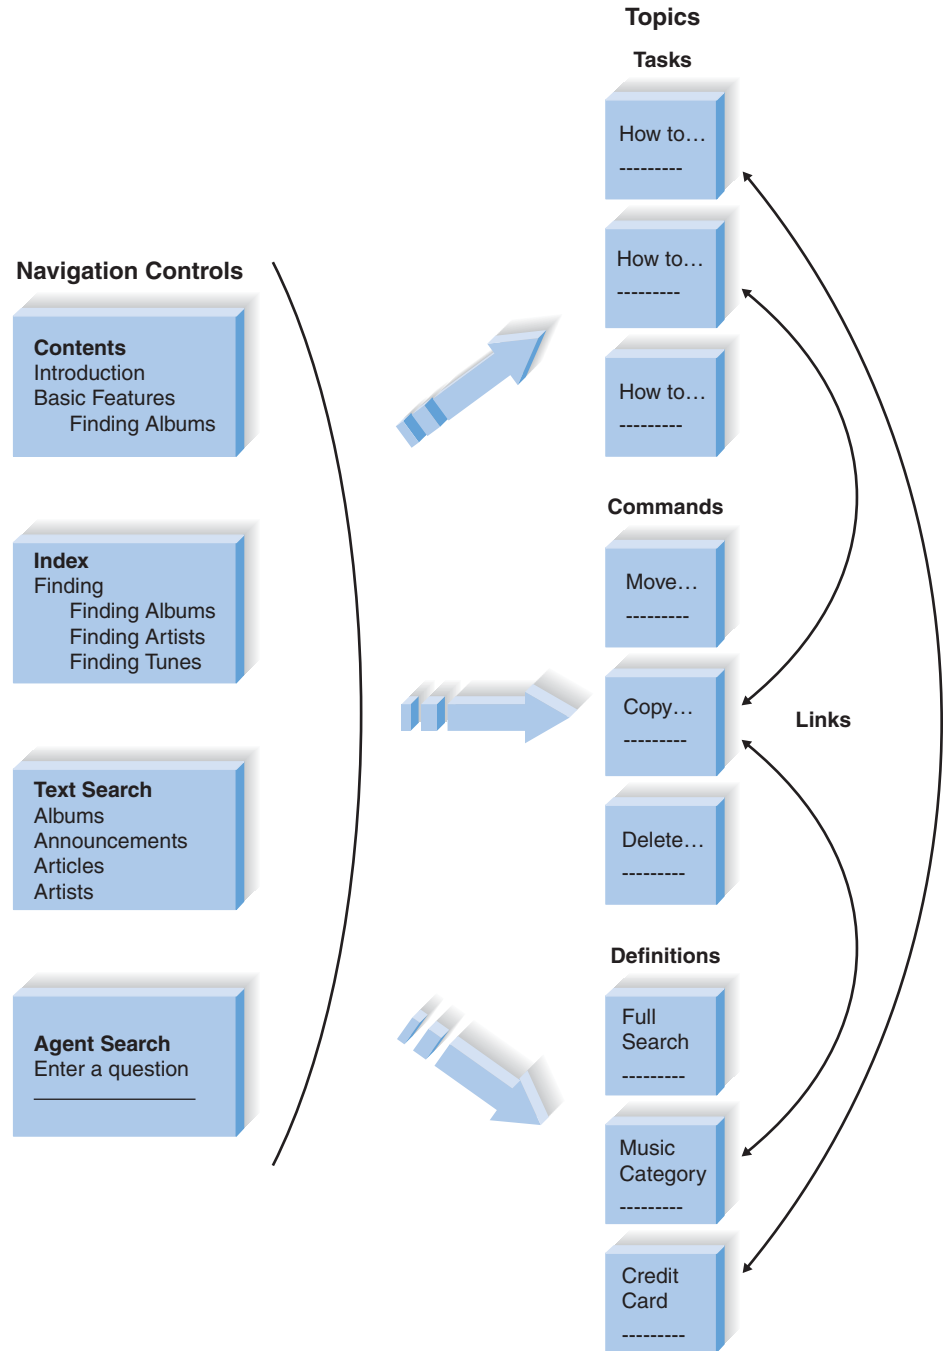 Topics
Tasks
How to…
---------
How to…
---------
How to…
---------
Navigation Controls
Contents
Introduction
Basic Features
Finding Albums
Index
Finding
Finding Albums
Finding Artists
Finding Tunes
Text Search
Albums
Announcements
Articles
Artists
Agent Search
Enter a question
Commands
Move…
---------
Copy…
---------
Delete…
---------
Links
Definitions
Full
Search
---------
Music
Category
---------
Credit
Card
---------